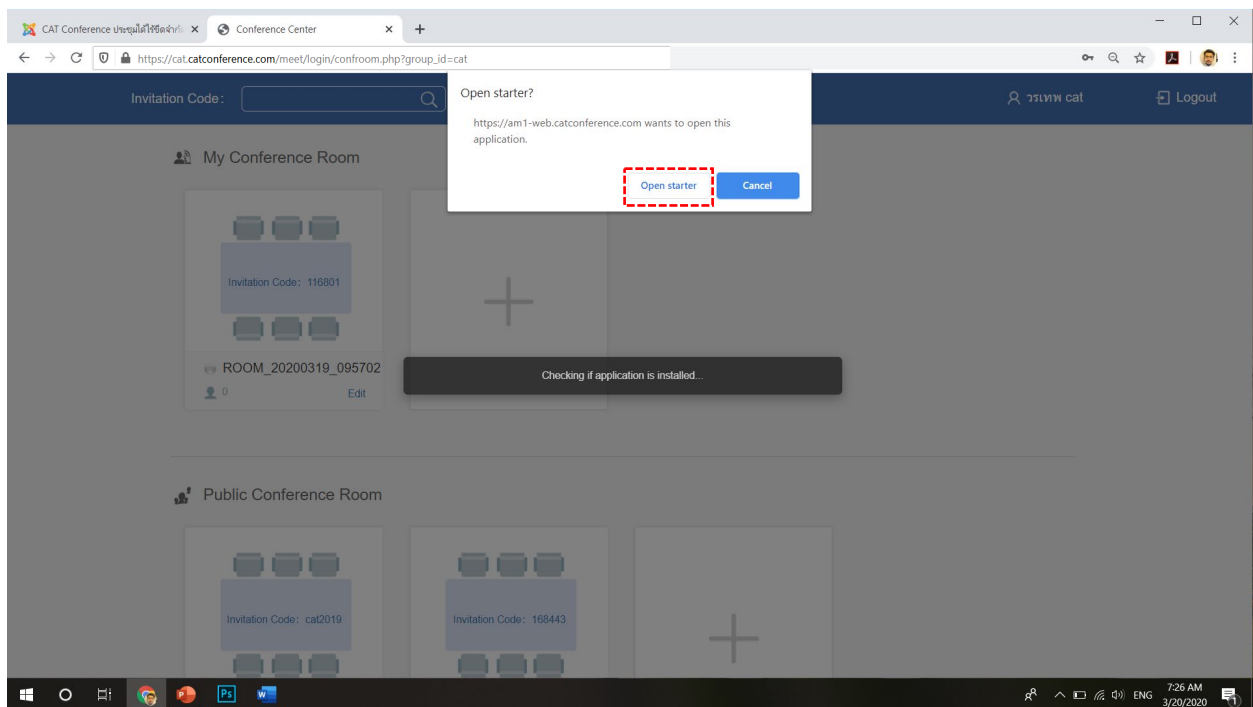 CAT Conference ประชุมได้ไร้ขีดจำกั
Conference Center
https://cat.catconference.com/meet/login/confroom.php?group_id=cat
Invitation Code:
วรเทพ cat
Logout
Open starter?
https://am1-web.catconference.com wants to open this
application.
Open starter
Cancel
My Conference Room
Invitation Code: 116801
ROOM_20200319_095702
0
Edit
Checking if application is installed...
Public Conference Room
Invitation Code: cat2019
Invitation Code: 168443
ENG
7:26 AM
3/20/2020
1